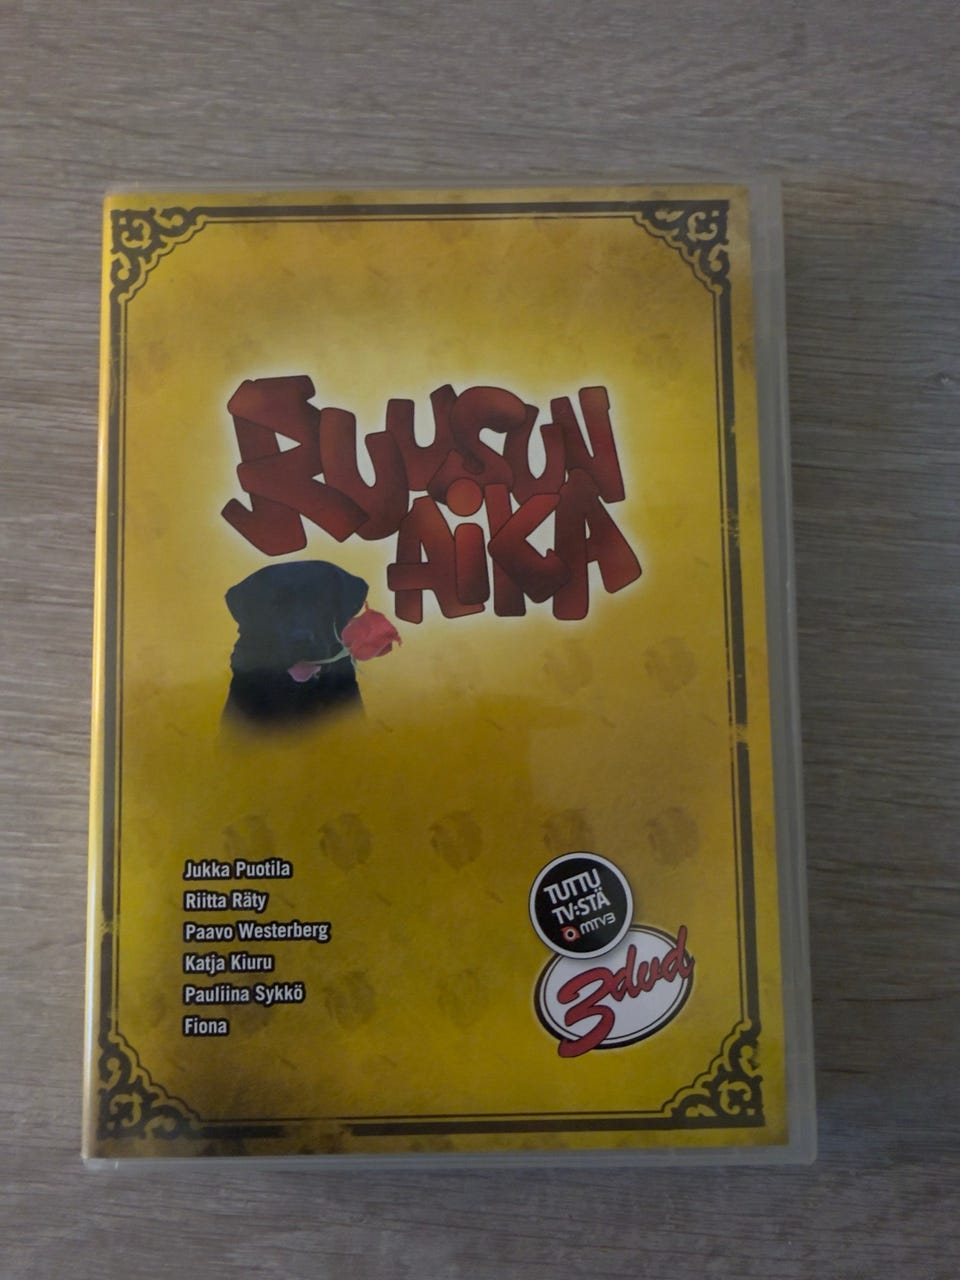 RUUSUN
AiKA
Jukka Puotila
Riitta Räty
Paavo Westerberg
Katja Kiuru
Pauliina Sykkö
Fiona
TUTTU
TV:STÄ
MTV3
3dvd